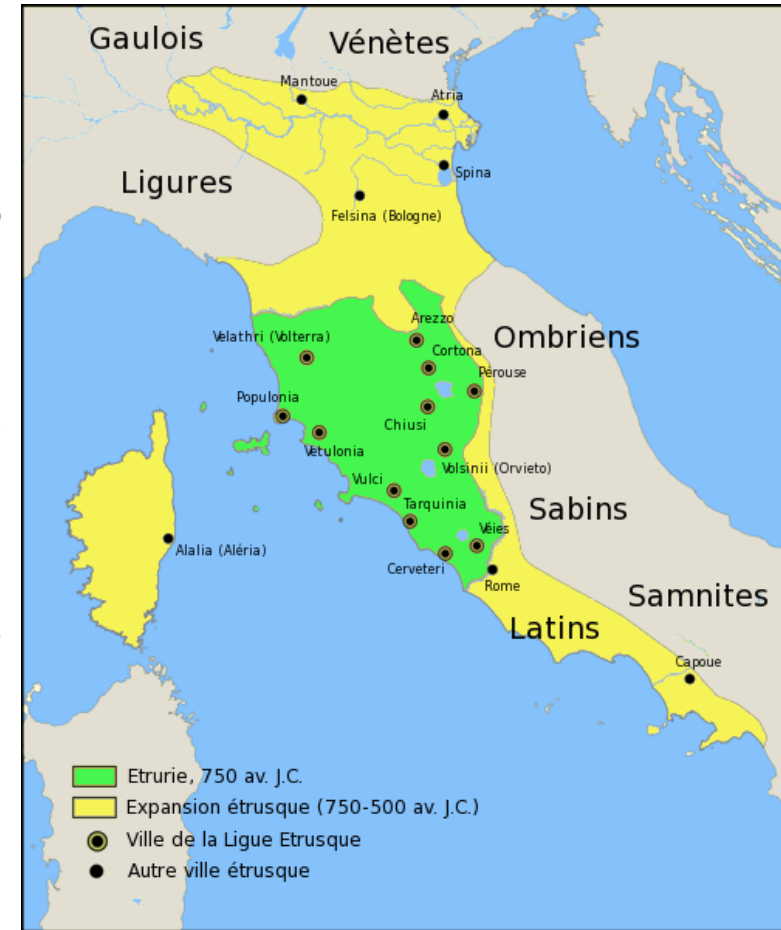 Gaulois
Vénètes
Mantoue
Atria
Ligures
Spina
Felsina (Bologne)
Arezzo
Velathri (Volterra)
Ombriens
Cortona
Pérouse
Populonia
Chiusi
Vetulonia
Volsinii (Orvieto)
Vulci
Tarquinia
Sabins
Véies
Alalia (Aléria)
Cerveteri
Rome
Samnites
Latins
Capoue
Etrurie, 750 av. J.C.
Expansion étrusque (750-500 av. J.C.)
Ville de la Ligue Etrusque
Autre ville étrusque